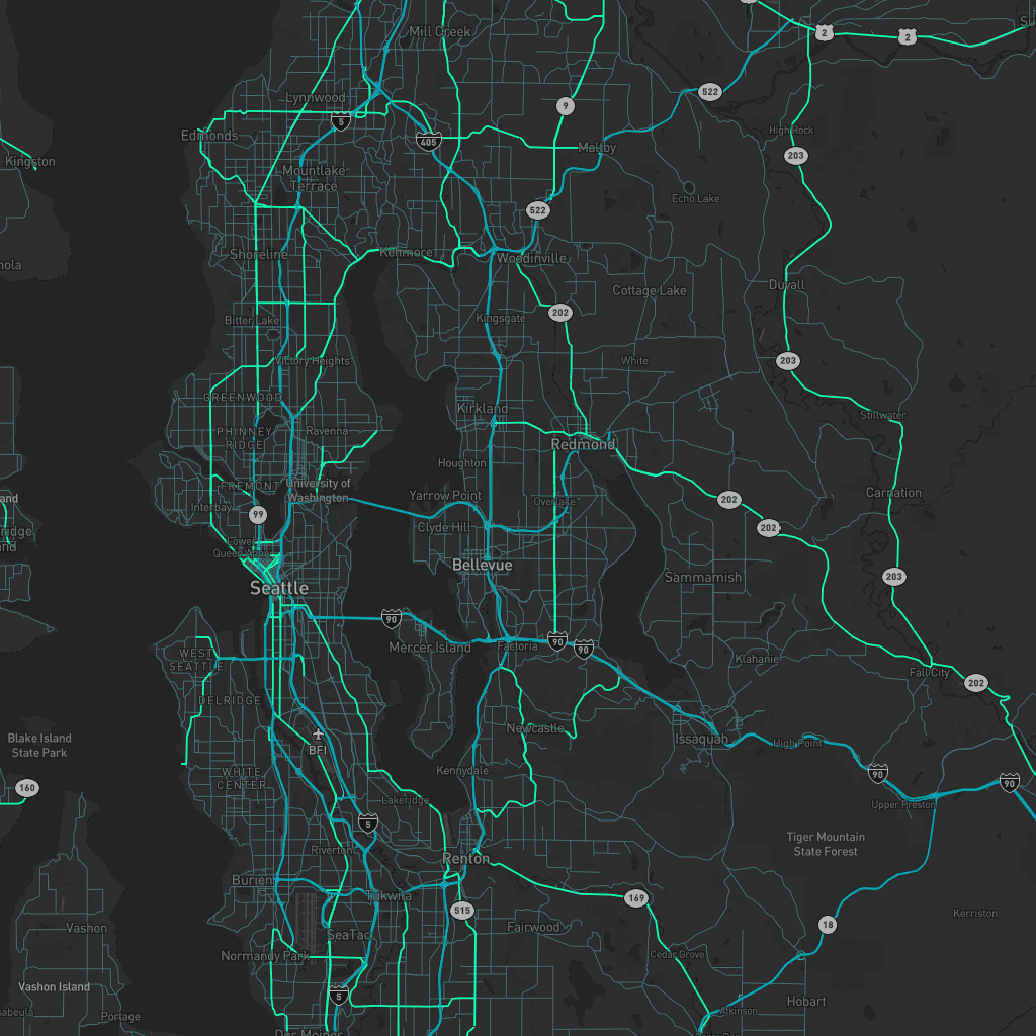 Mill Creek
2
2
Lynnwood
522
9
5
405
Edmonds
High Rock
Maltby
203
Kingston
Mountlake
Terrace
Echo Lake
522
Shoreline
Kenmore
Woodinville
Duvall
Cottage Lake
202
Bitter Lake
Kingsgate
Victory Heights
White
203
GREENWOOD
Kirkland
Stillwater
PHINNEY
RIDGE
Ravenna
Redmond
Houghton
University of
Washington
FREMONT
Yarrow Point
Carnation
Interbay
Overlake
202
99
Clyde Hill
202
Lower
Queen Anne
Bellevue
Sammamish
203
Seattle
90
Mercer Island
Factoria
90
90
WEST
SEATTLE
Klahanie
Fall City
202
DELRIDGE
Newcastle
BFI
Blake Island
State Park
Issaquah
High Point
WHITE
CENTER
Kennydale
90
90
160
Lakeridge
Upper Preston
5
Riverton
Tiger Mountain
State Forest
Renton
Burien
Tukwila
169
515
Kerriston
18
Vashon
SeaTac
Fairwood
Normandy Park
Cedar Grove
Vashon Island
5
Hobart
Portage
Atkinson
Des Moines